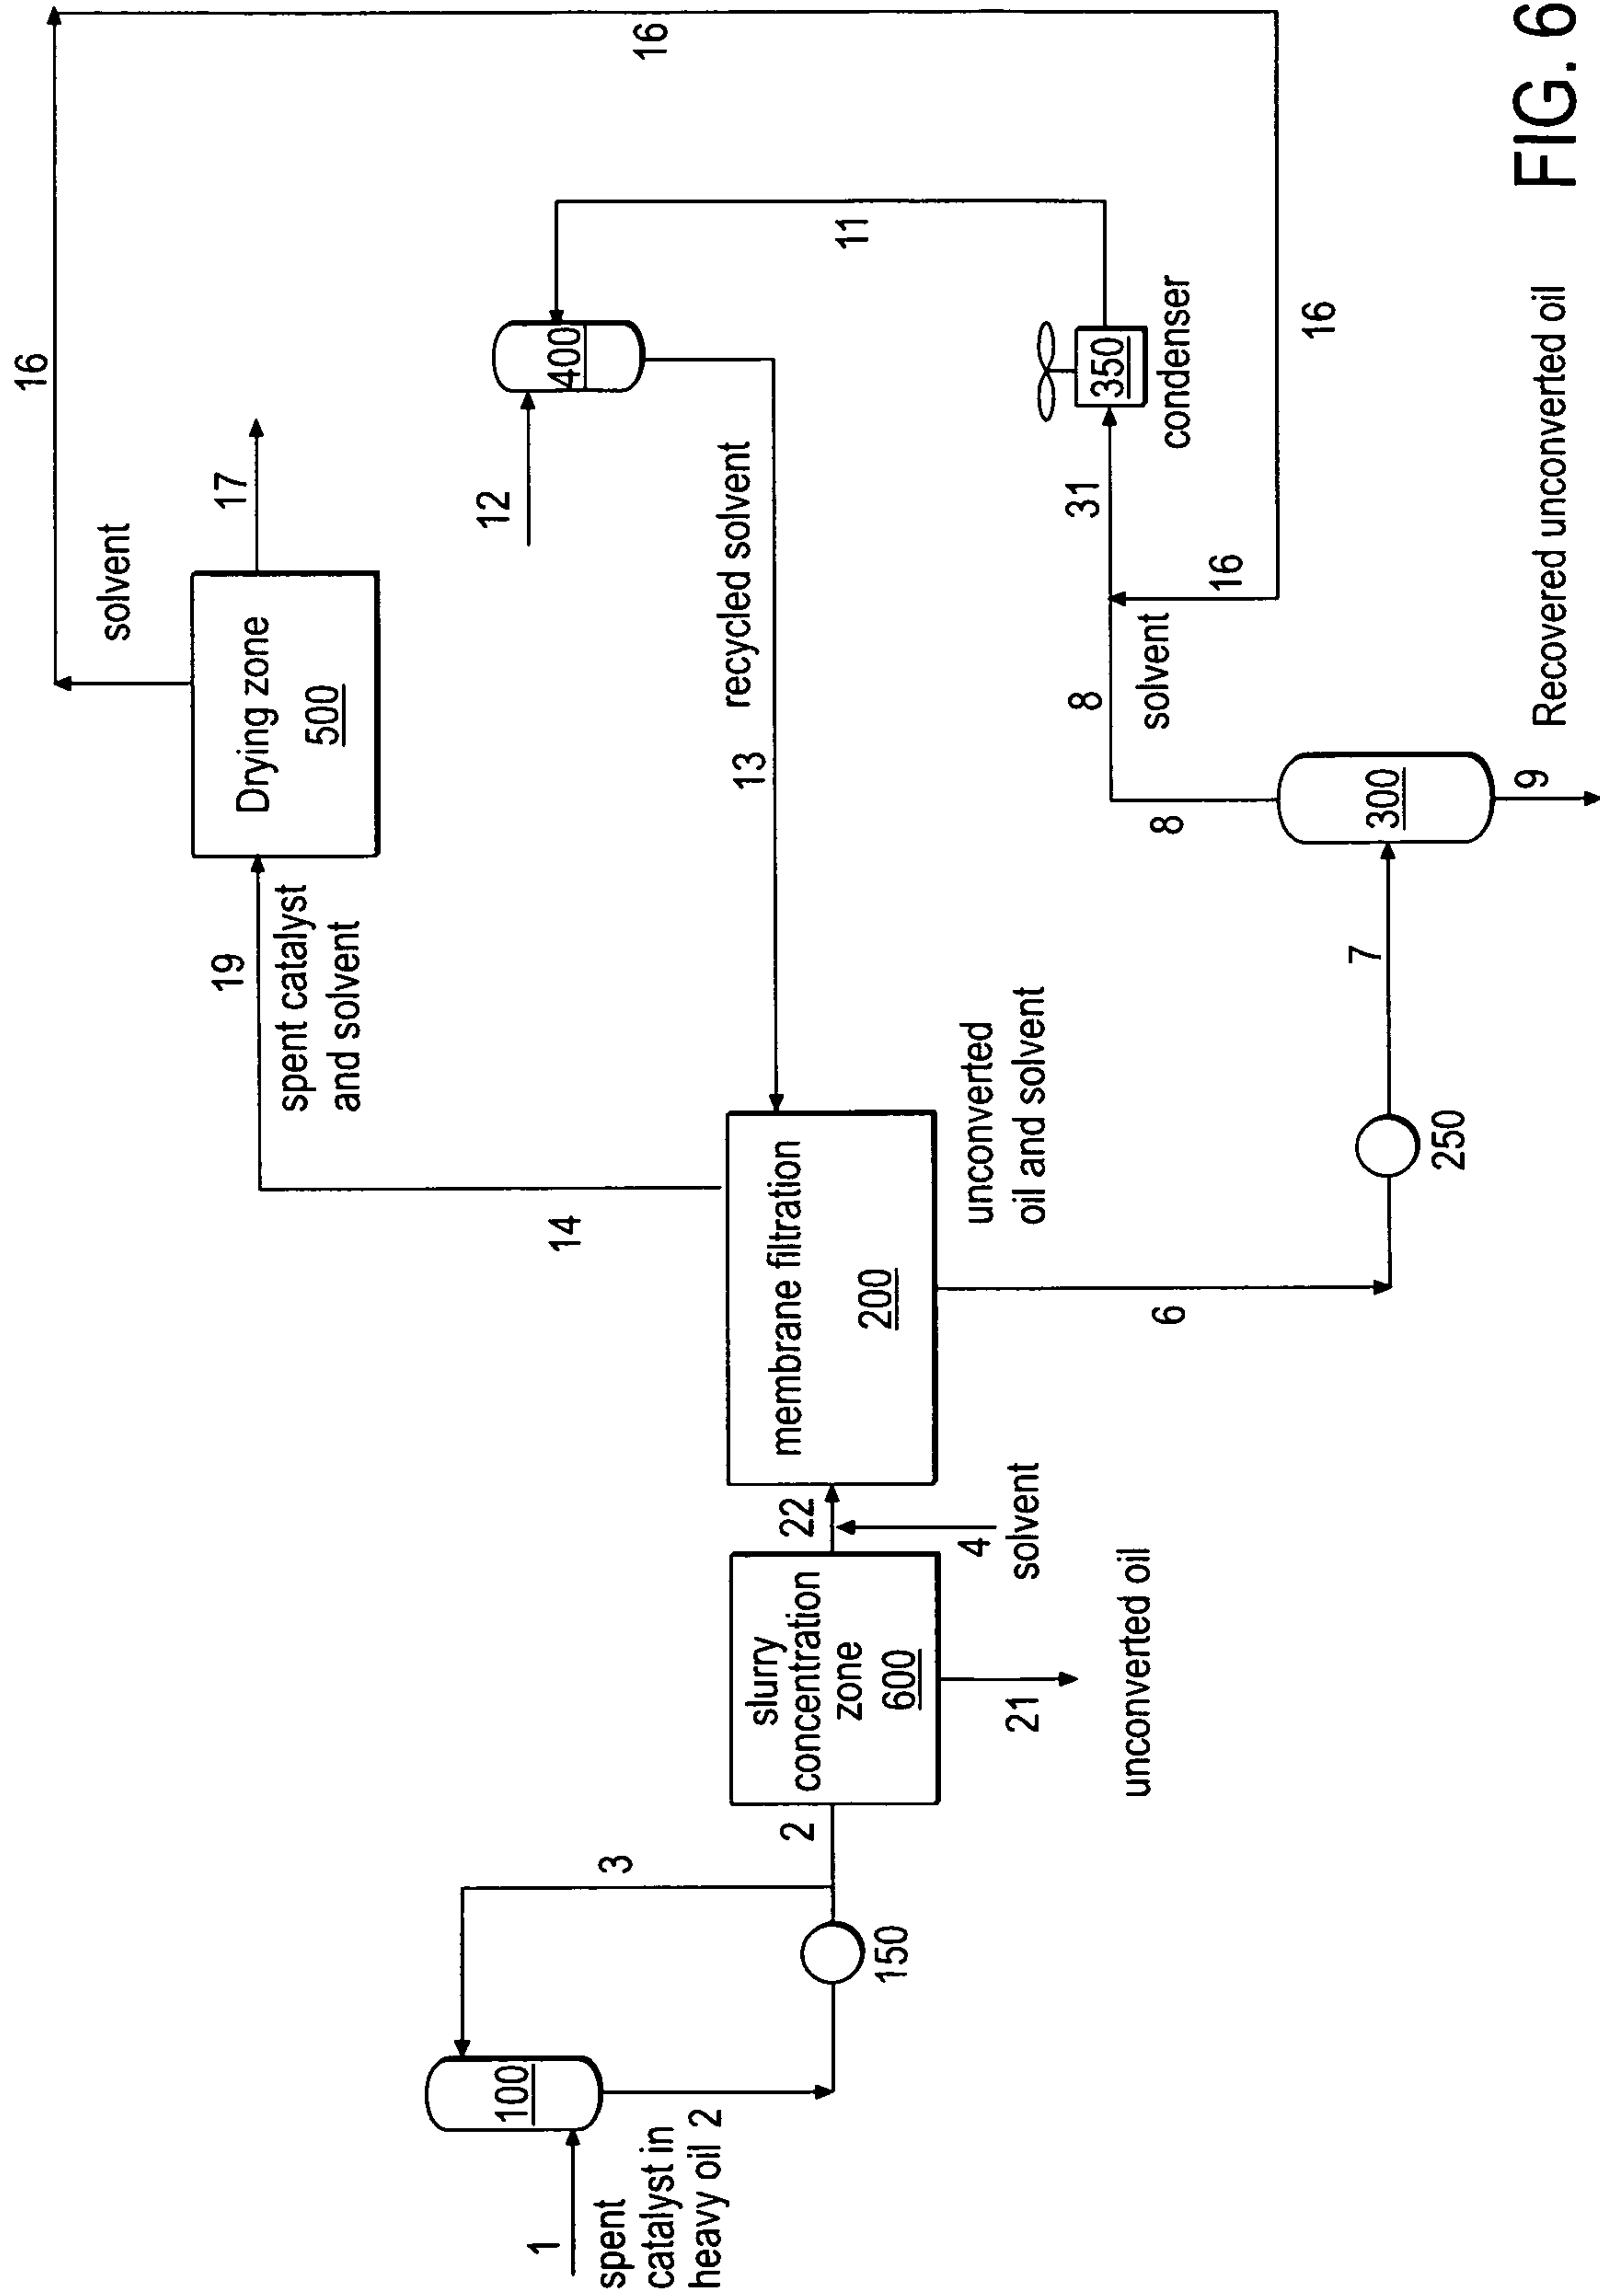 16
solvent
17
Drying zone
500
16
19
spent catalyst
and solvent
12
400
11
14
recycled solvent
13
1
100
spent
catalyst in
heavy oil 2
3
150
2
slurry
concentration
zone
600
22
4
solvent
21
unconverted oil
membrane filtration
200
unconverted
oil and solvent
6
250
7
8
8
solvent
31
350
condenser
16
16
300
9
Recovered unconverted oil
FIG. 6